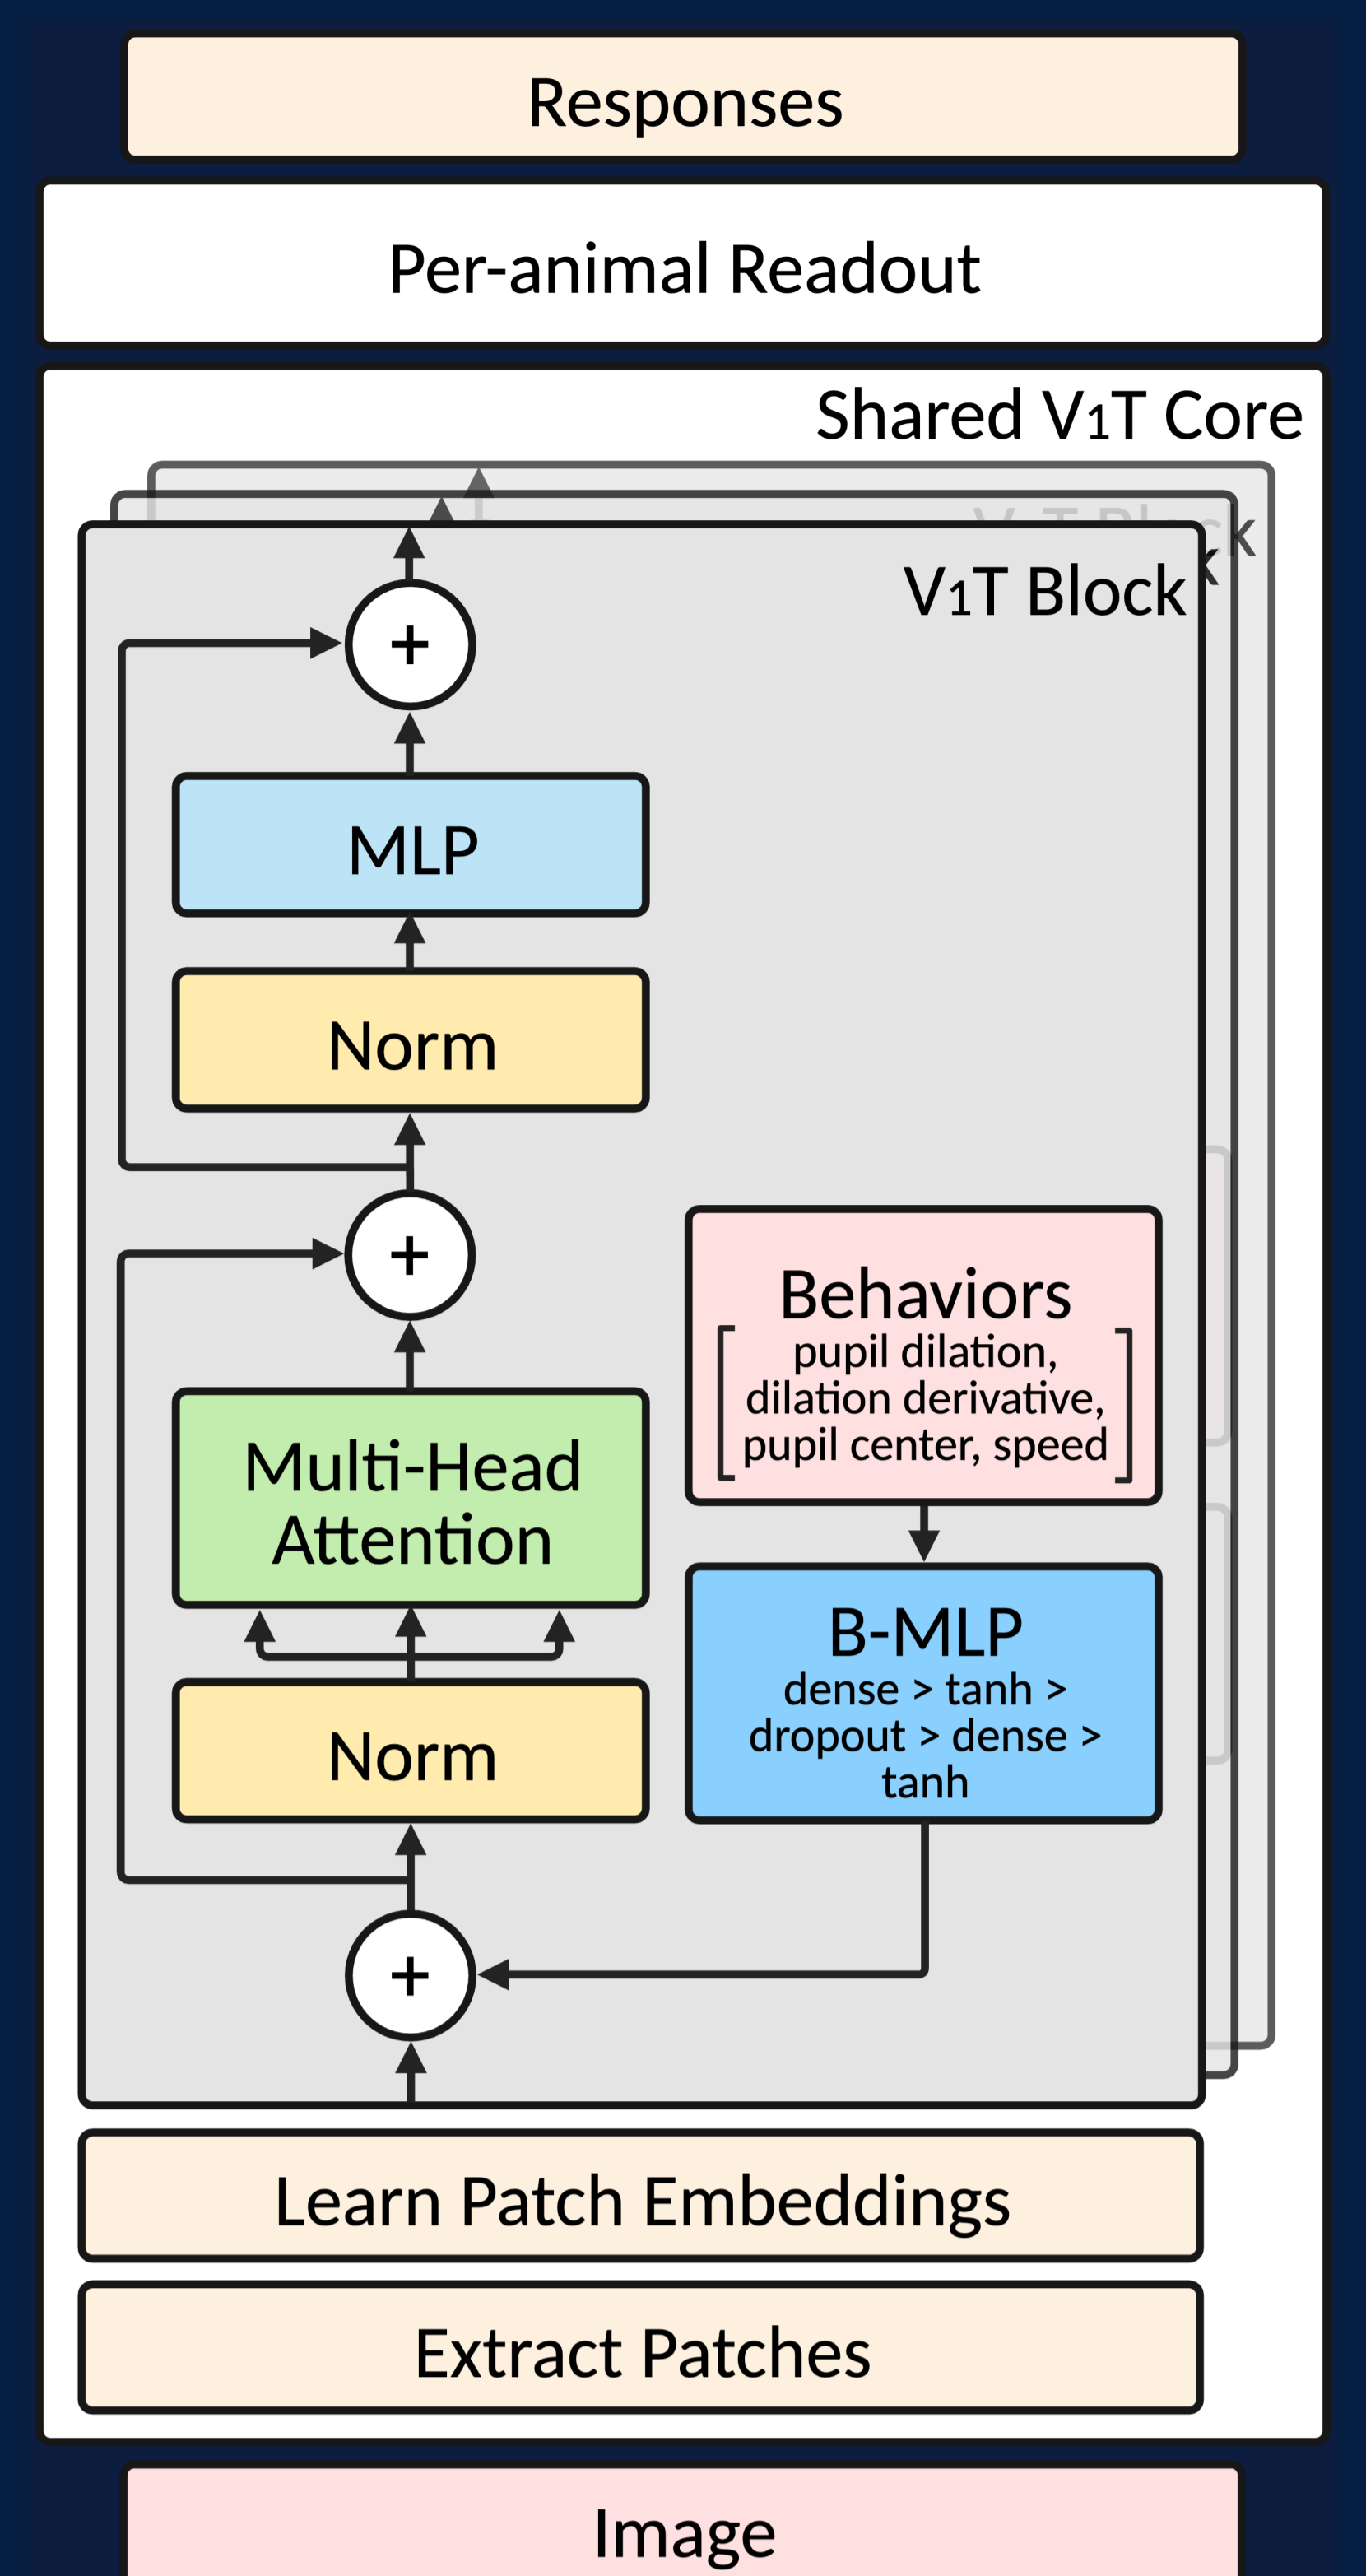 Responses
Per-animal Readout
Shared V1T Core
V1T Block
MLP
Norm
Behaviors
pupil dilation,
dilation derivative,
pupil center, speed
Multi-Head
Attention
B-MLP
dense > tanh >
dropout > dense >
tanh
Norm
Learn Patch Embeddings
Extract Patches
Image